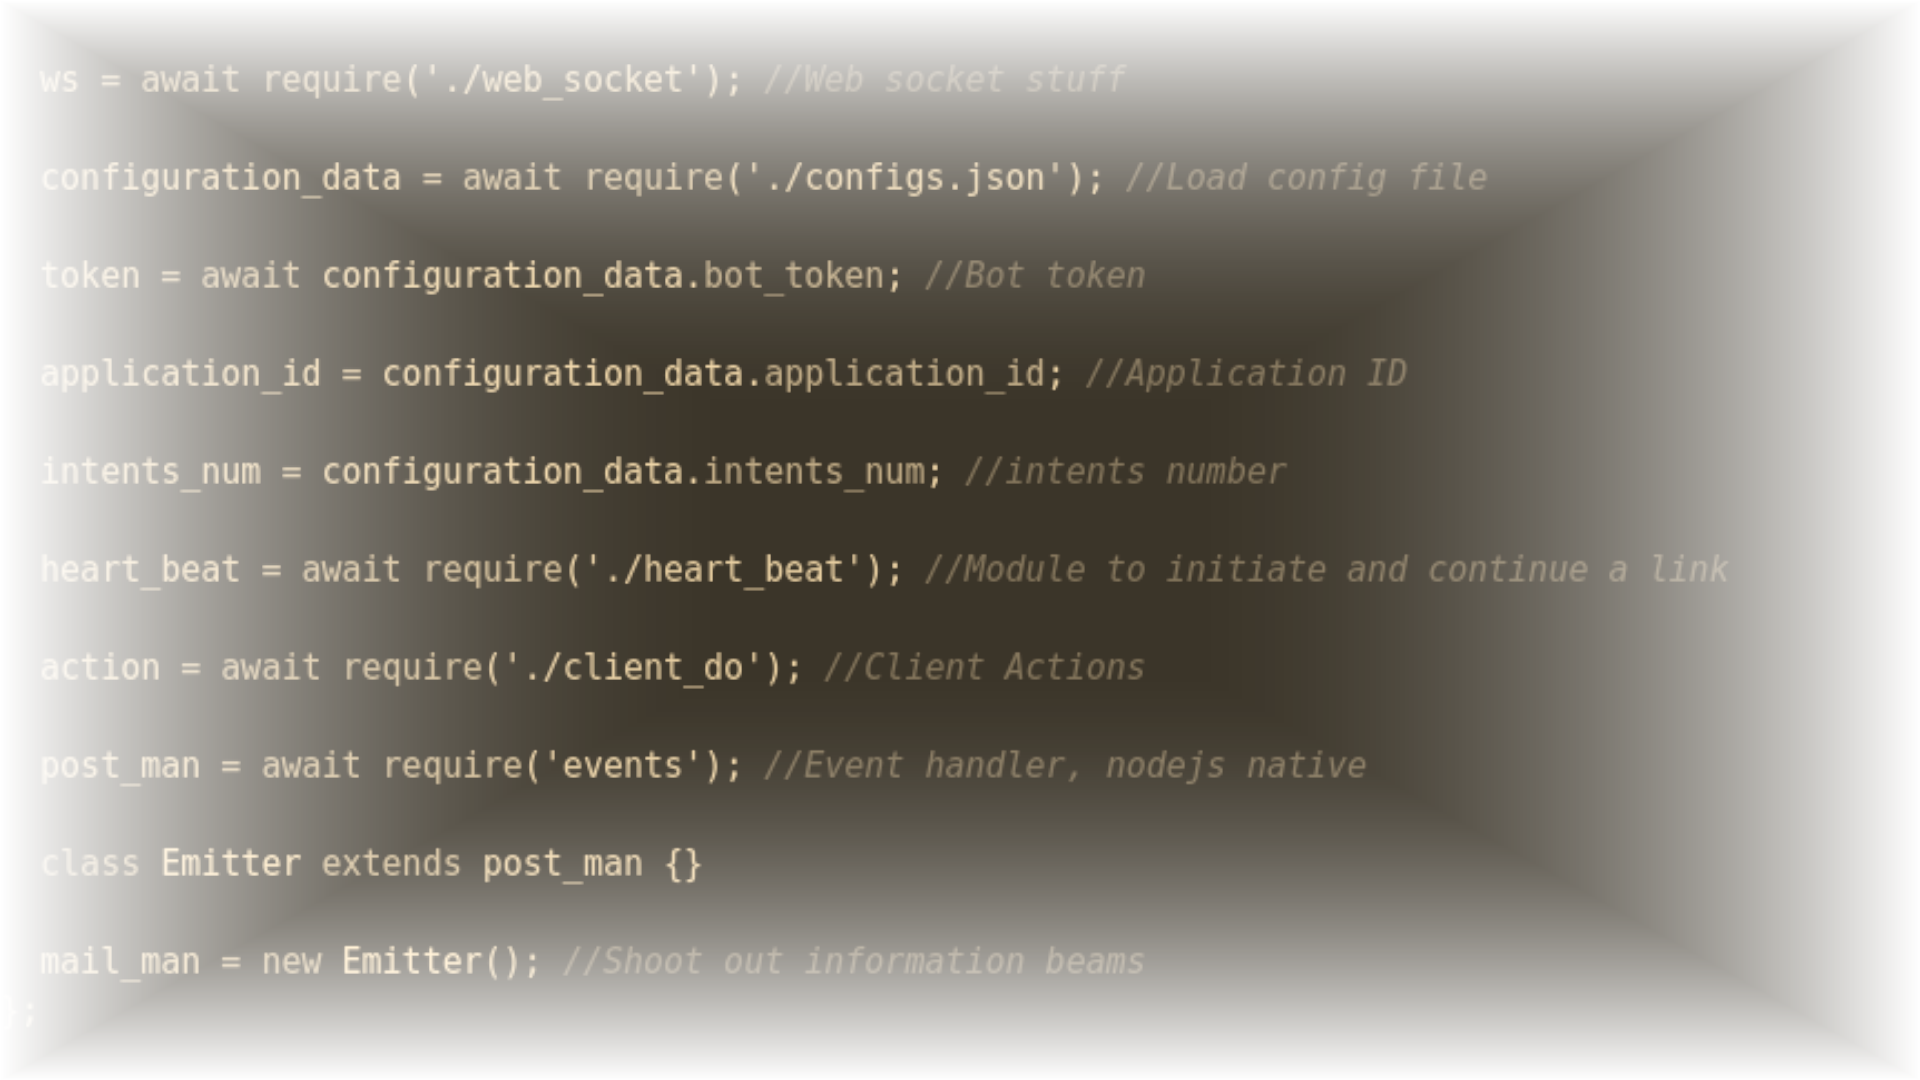 ws = await require('./web_socket'); //Web socket stuff
configuration_data = await require('./configs.json'); //Load config file
token = await configuration_data.bot_token; //Bot token
application_id = configuration_data.application_id; //Application ID
intents_num = configuration_data.intents_num; //intents number
heart_beat = await require('./heart_beat'); //Module to initiate and continue a link
action = await require('./client_do'); //Client Actions
post_man = await require('events'); //Event handler, nodejs native
class Emitter extends post_man {}
mail_man = new Emitter(); //Shoot out information beams
};